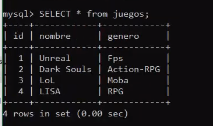 mysql> SELECT * from juegos;
+----+------------+------------+
| id | nombre     | genero     |
+----+------------+------------+
|  1 | Unreal     | Fps        |
|  2 | Dark Souls | Action-RPG |
|  3 | LoL        | Moba       |
|  4 | LISA       | RPG        |
+----+------------+------------+
4 rows in set (0.00 sec)